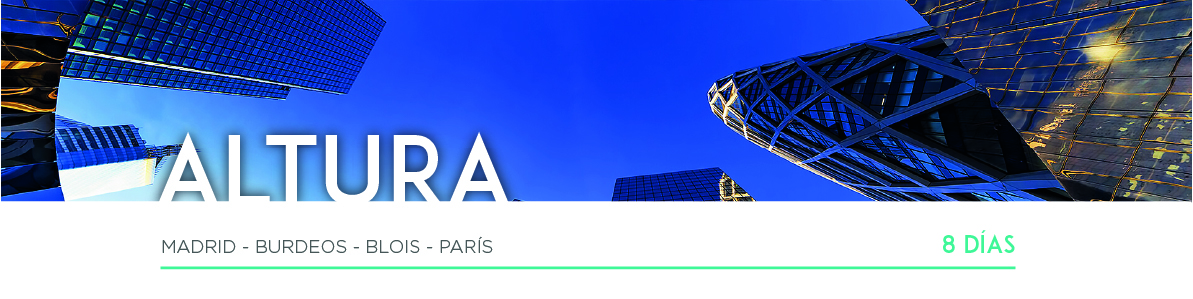 ALTURA
MADRID - BURDEOS - BLOIS - PARÍS
8 DÍAS